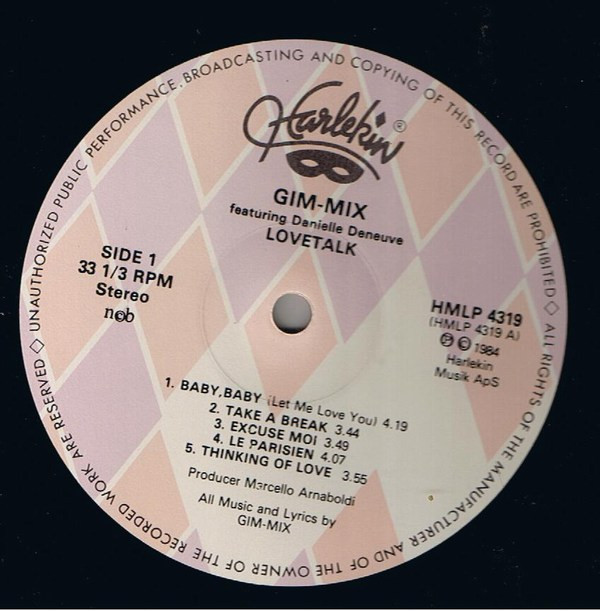 UNAUTHORIZED PUBLIC PERFORMANCE, BROADCASTING AND COPYING OF THIS RECORD ARE PROHIBITED ◇ ALL RIGHTS OF THE MANUFACTURER AND OF THE OWNER OF THE RECORDED WORK ARE RESERVED ◇
Harlekin®
GIM-MIX
featuring Danielle Deneuve
LOVETALK
SIDE 1
33 1/3 RPM
Stereo
n©b
HMLP 4319
(HMLP 4319 A)
℗ © 1984
Harlekin
Musik ApS
1. BABY,BABY (Let Me Love You) 4.19
2. TAKE A BREAK 3.44
3. EXCUSE MOI 3.49
4. LE PARISIEN 4.07
5. THINKING OF LOVE 3.55
Producer Marcello Arnaboldi
All Music and Lyrics by
GIM-MIX